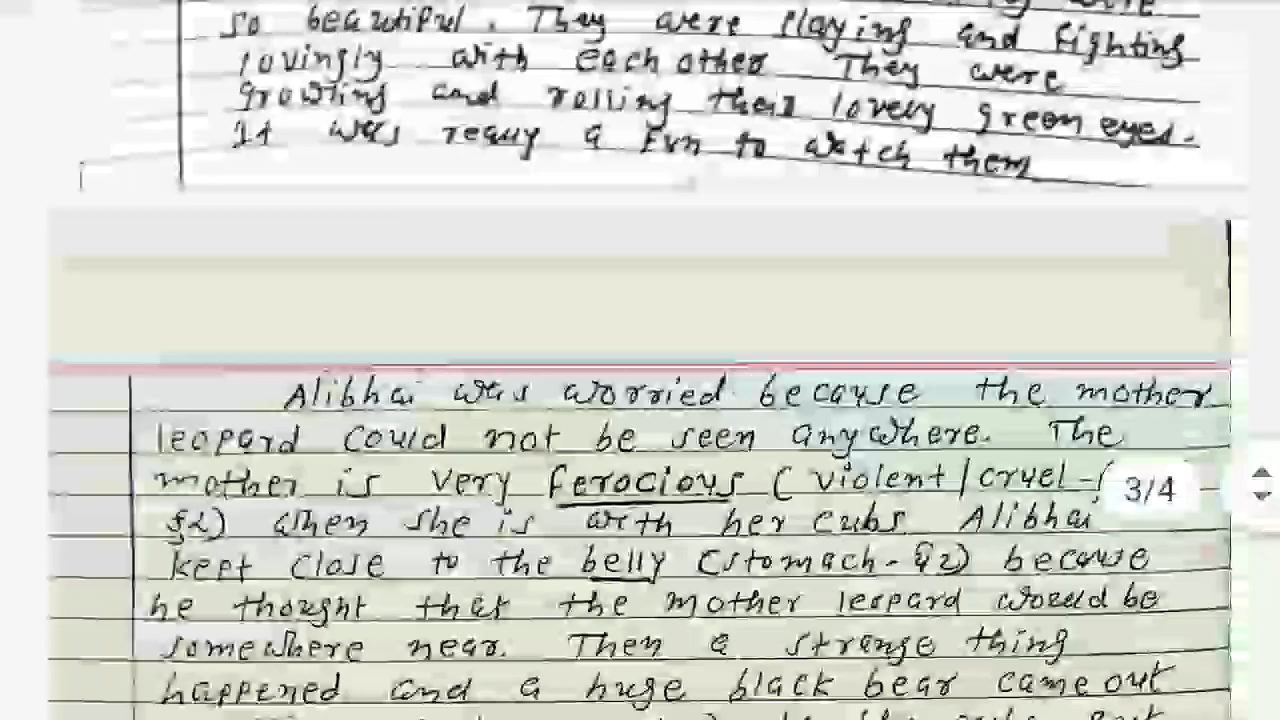 so beautiful. They were playing and fighting
lovingly with each other They were
growling and rolling their lovely green eyes.
It was reauy a Fun to watch them
Alibhai was worried because the mother
leopard could not be seen anywhere. The
mother is very ferocious (violent/cruel-
when she is with her cubs Alibhai
3/4
kept close to the belly (stomach-
because
he thought that the mother leopard would be
somewhere near. Then a strange thing
happened and a huge black bear came out